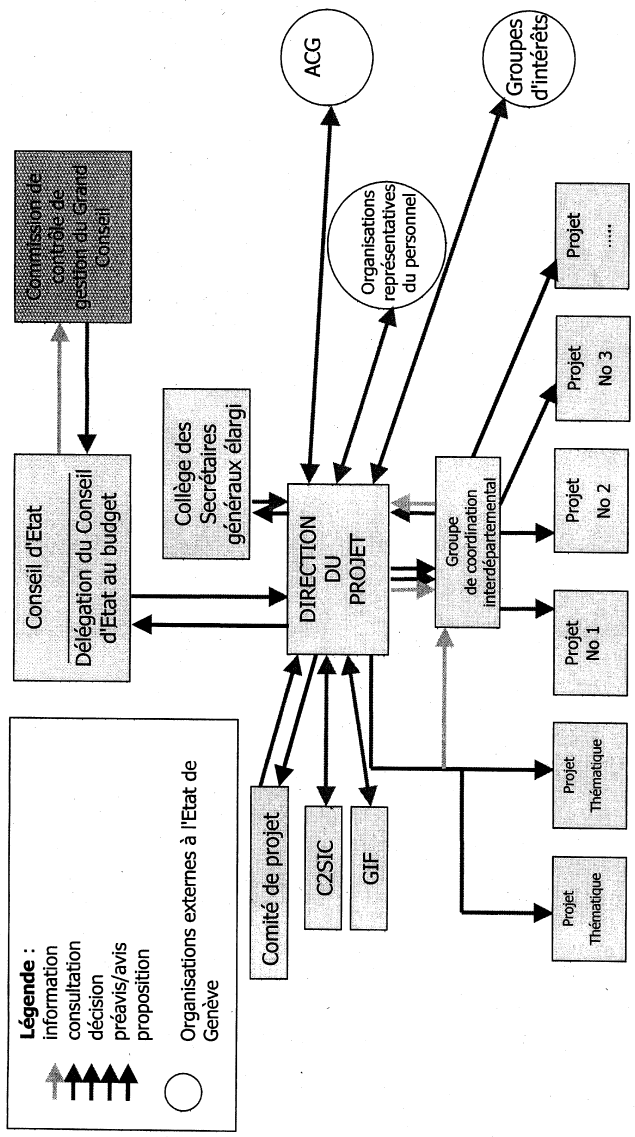 Légende :
information
consultation
décision
préavis/avis
proposition
Organisations externes à l'Etat de
Genève
Conseil d'Etat
Délégation du Conseil
d'Etat au budget
Commission de
contrôle de
gestion du Grand
Conseil
Collège des
Secrétaires
généraux élargi
Comité de projet
C2SIC
GIF
DIRECTION
DU
PROJET
ACG
Organisations
représentatives
du personnel
Groupes
d'intérêts
Groupe
de coordination
interdépartemental
Projet
Thématique
Projet
Thématique
Projet
No 1
Projet
No 2
Projet
No 3
Projet
.....